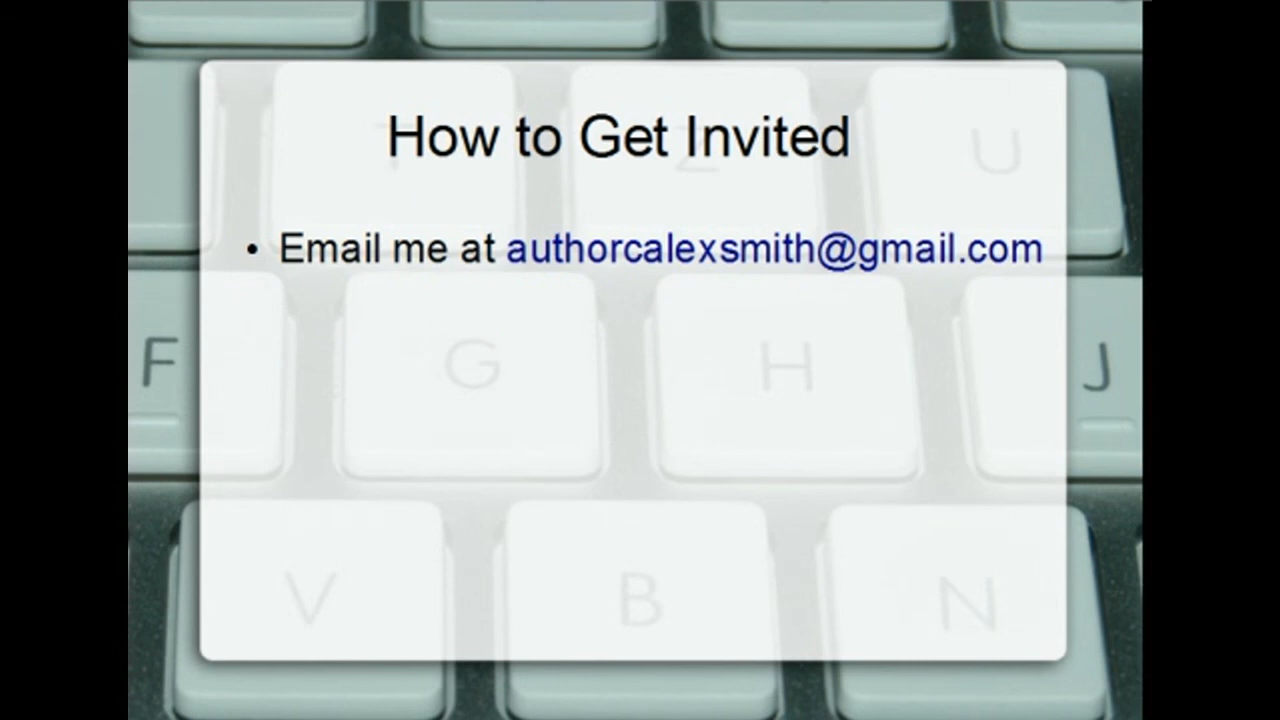 How to Get Invited
• Email me at authorcalexsmith@gmail.com
U
F G H J
V B N